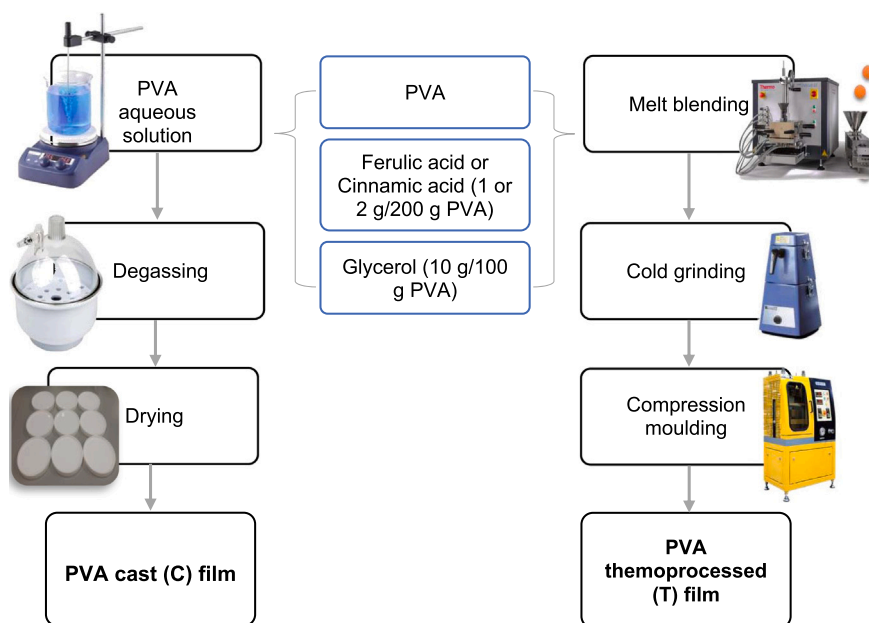 PVA
aqueous
solution
Degassing
Drying
PVA cast (C) film
PVA
Ferulic acid or
Cinnamic acid (1 or
2 g/200 g PVA)
Glycerol (10 g/100
g PVA)
Melt blending
Cold grinding
Compression
moulding
PVA
themoprocessed
(T) film